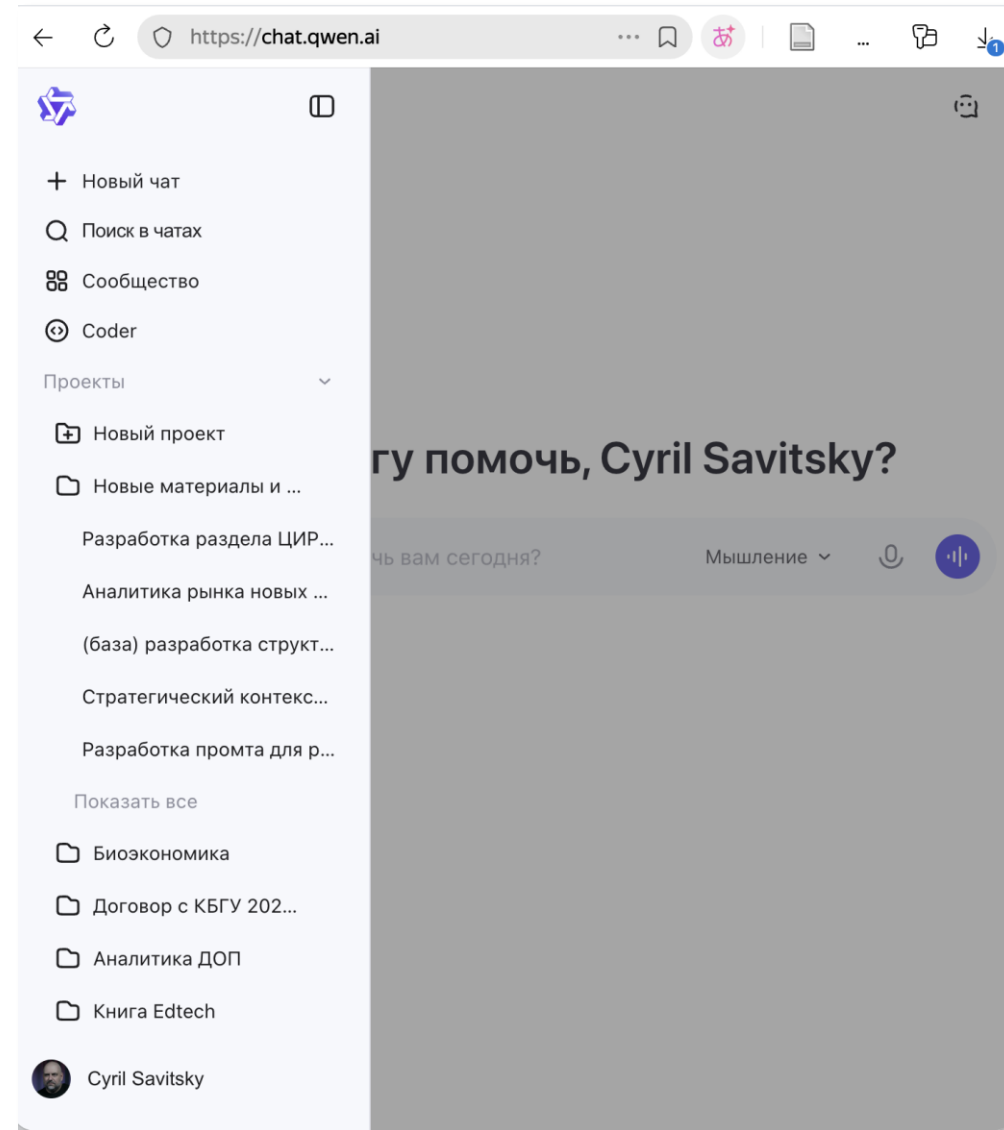 https://chat.qwen.ai
あ
1
Новый чат
Поиск в чатах
Сообщество
Coder
Проекты
Новый проект
Новые материалы и ...
Разработка раздела ЦИР...
Аналитика рынка новых ...
(база) разработка структ...
Стратегический контекс...
Разработка промта для р...
Показать все
Биоэкономика
Договор с КБГУ 202...
Аналитика ДОП
Книга Edtech
Cyril Savitsky
гу помочь, Cyril Savitsky?
чь вам сегодня?
Мышление